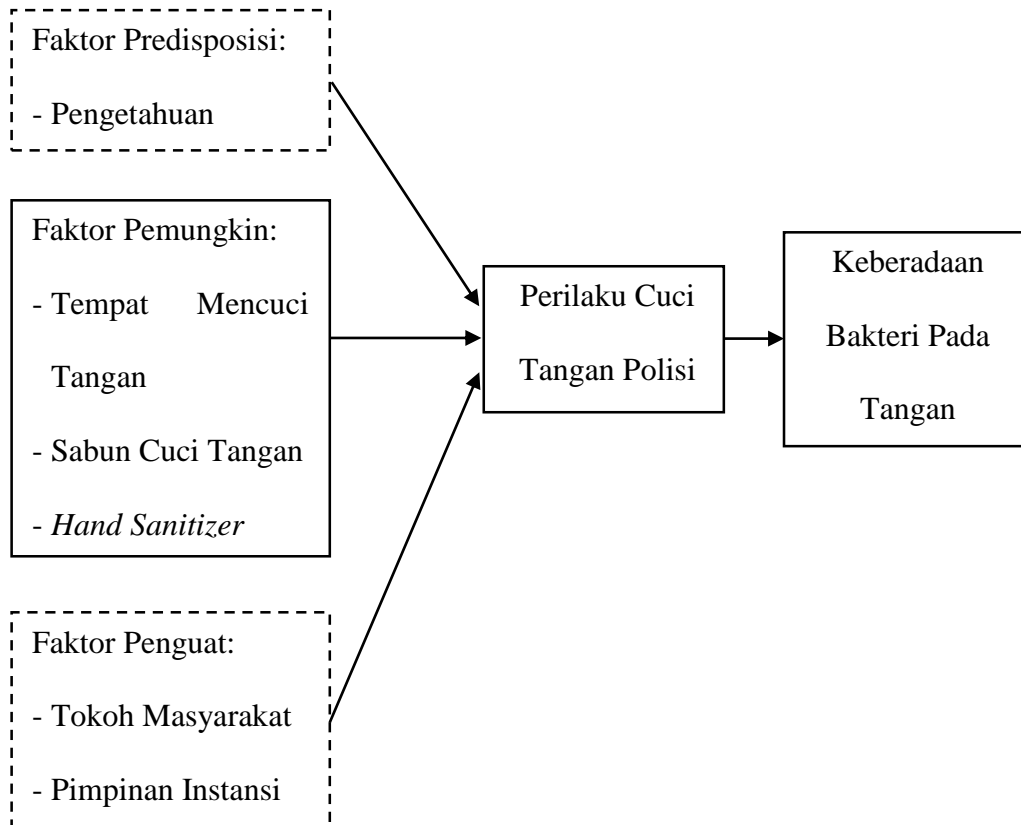 Faktor Predisposisi:
- Pengetahuan
Faktor Pemungkin:
- Tempat Mencuci
Tangan
- Sabun Cuci Tangan
- Hand Sanitizer
Faktor Penguat:
- Tokoh Masyarakat
- Pimpinan Instansi
Perilaku Cuci
Tangan Polisi
Keberadaan
Bakteri Pada
Tangan